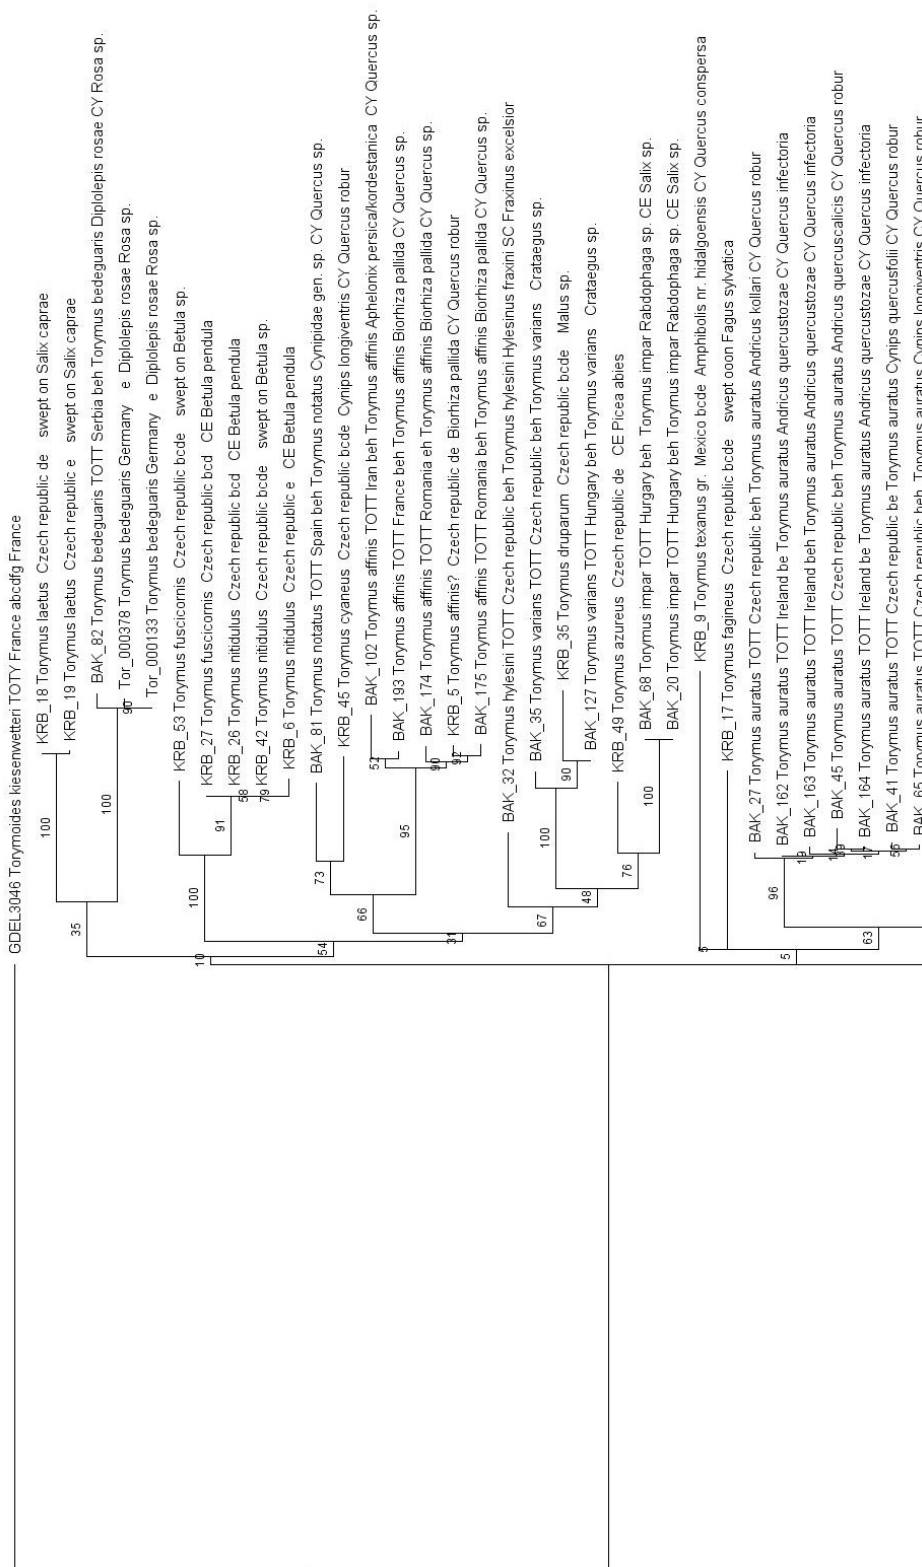 GDEL3046 Torymoides kiesenwetteri TOTY France abcdfg France
KRB_18 Torymus laetus Czech republic de swept on Salix caprae
KRB_19 Torymus laetus Czech republic e swept on Salix caprae
100
BAK_82 Torymus bedeguaris TOTT Serbia beh Torymus bedeguaris Diplolepis rosae CY Rosa sp.
Tor_000378 Torymus bedeguaris Germany e Diplolepis rosae Rosa sp.
Tor_000133 Torymus bedeguaris Germany e Diplolepis rosae Rosa sp.
90
100
35
KRB_53 Torymus fuscicornis Czech republic bcde swept on Betula sp.
KRB_27 Torymus fuscicornis Czech republic bcd CE Betula pendula
KRB_26 Torymus nitidulus Czech republic bcd CE Betula pendula
KRB_42 Torymus nitidulus Czech republic bcde swept on Betula sp.
KRB_6 Torymus nitidulus Czech republic e CE Betula pendula
58
79
91
100
10
BAK_81 Torymus notatus TOTT Spain beh Torymus notatus Cynipidae gen. sp. CY Quercus sp.
KRB_45 Torymus cyaneus Czech republic bcde Cynips longiventris CY Quercus robur
73
BAK_102 Torymus affinis TOTT Iran beh Torymus affinis Aphelonix persica/kordestanica CY Quercus sp.
BAK_193 Torymus affinis TOTT France beh Torymus affinis Biorhiza pallida CY Quercus sp.
BAK_174 Torymus affinis TOTT Romania eh Torymus affinis Biorhiza pallida CY Quercus sp.
KRB_5 Torymus affinis? Czech republic de Biorhiza pallida CY Quercus robur
BAK_175 Torymus affinis TOTT Romania beh Torymus affinis Biorhiza pallida CY Quercus sp.
52
90
92
95
66
54
31
BAK_32 Torymus hylesini TOTT Czech republic beh Torymus hylesini Hylesinus fraxini SC Fraxinus excelsior
BAK_35 Torymus varians TOTT Czech republic beh Torymus varians Crataegus sp.
KRB_35 Torymus druparum Czech republic bcde Malus sp.
BAK_127 Torymus varians TOTT Hungary beh Torymus varians Crataegus sp.
90
100
67
48
KRB_49 Torymus azureus Czech republic de CE Picea abies
BAK_68 Torymus impar TOTT Hungary beh Torymus impar Rabdophaga sp. CE Salix sp.
BAK_20 Torymus impar TOTT Hungary beh Torymus impar Rabdophaga sp. CE Salix sp.
100
76
KRB_9 Torymus texanus gr. Mexico bcde Amphibolis nr. hidalgoensis CY Quercus conspersa
KRB_17 Torymus fagineus Czech republic bcde swept ooon Fagus sylvatica
5
5
BAK_27 Torymus auratus TOTT Czech republic beh Torymus auratus Andricus kollari CY Quercus robur
BAK_162 Torymus auratus TOTT Ireland be Torymus auratus Andricus quercustozae CY Quercus infectoria
BAK_163 Torymus auratus TOTT Ireland beh Torymus auratus Andricus quercustozae CY Quercus infectoria
BAK_45 Torymus auratus TOTT Czech republic beh Torymus auratus Andricus quercuscalicis CY Quercus robur
BAK_164 Torymus auratus TOTT Ireland be Torymus auratus Andricus quercustozae CY Quercus infectoria
BAK_41 Torymus auratus TOTT Czech republic be Torymus auratus Cynips quercusfolii CY Quercus robur
BAK_65 Torymus auratus TOTT Czech republic beh Torymus auratus Cynips longiventris CY Quercus robur
19
17
56
96
63